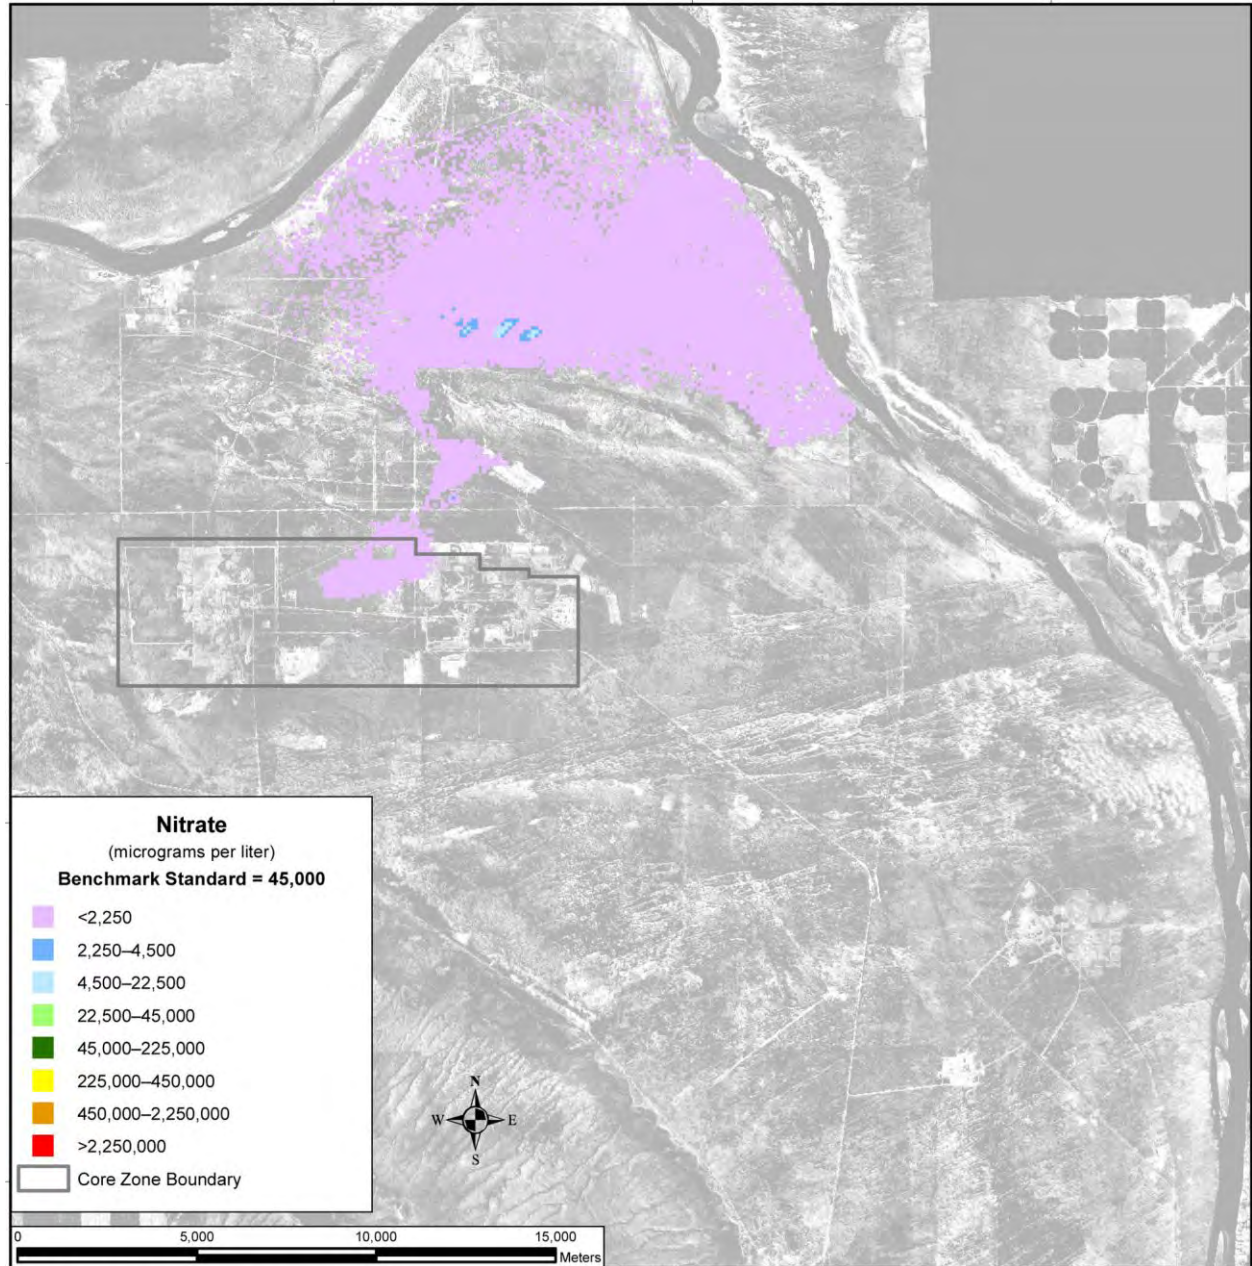 Nitrate
(micrograms per liter)
Benchmark Standard = 45,000
<2,250
2,250–4,500
4,500–22,500
22,500–45,000
45,000–225,000
225,000–450,000
450,000–2,250,000
>2,250,000
Core Zone Boundary
N
W E
S
0 5,000 10,000 15,000
Meters